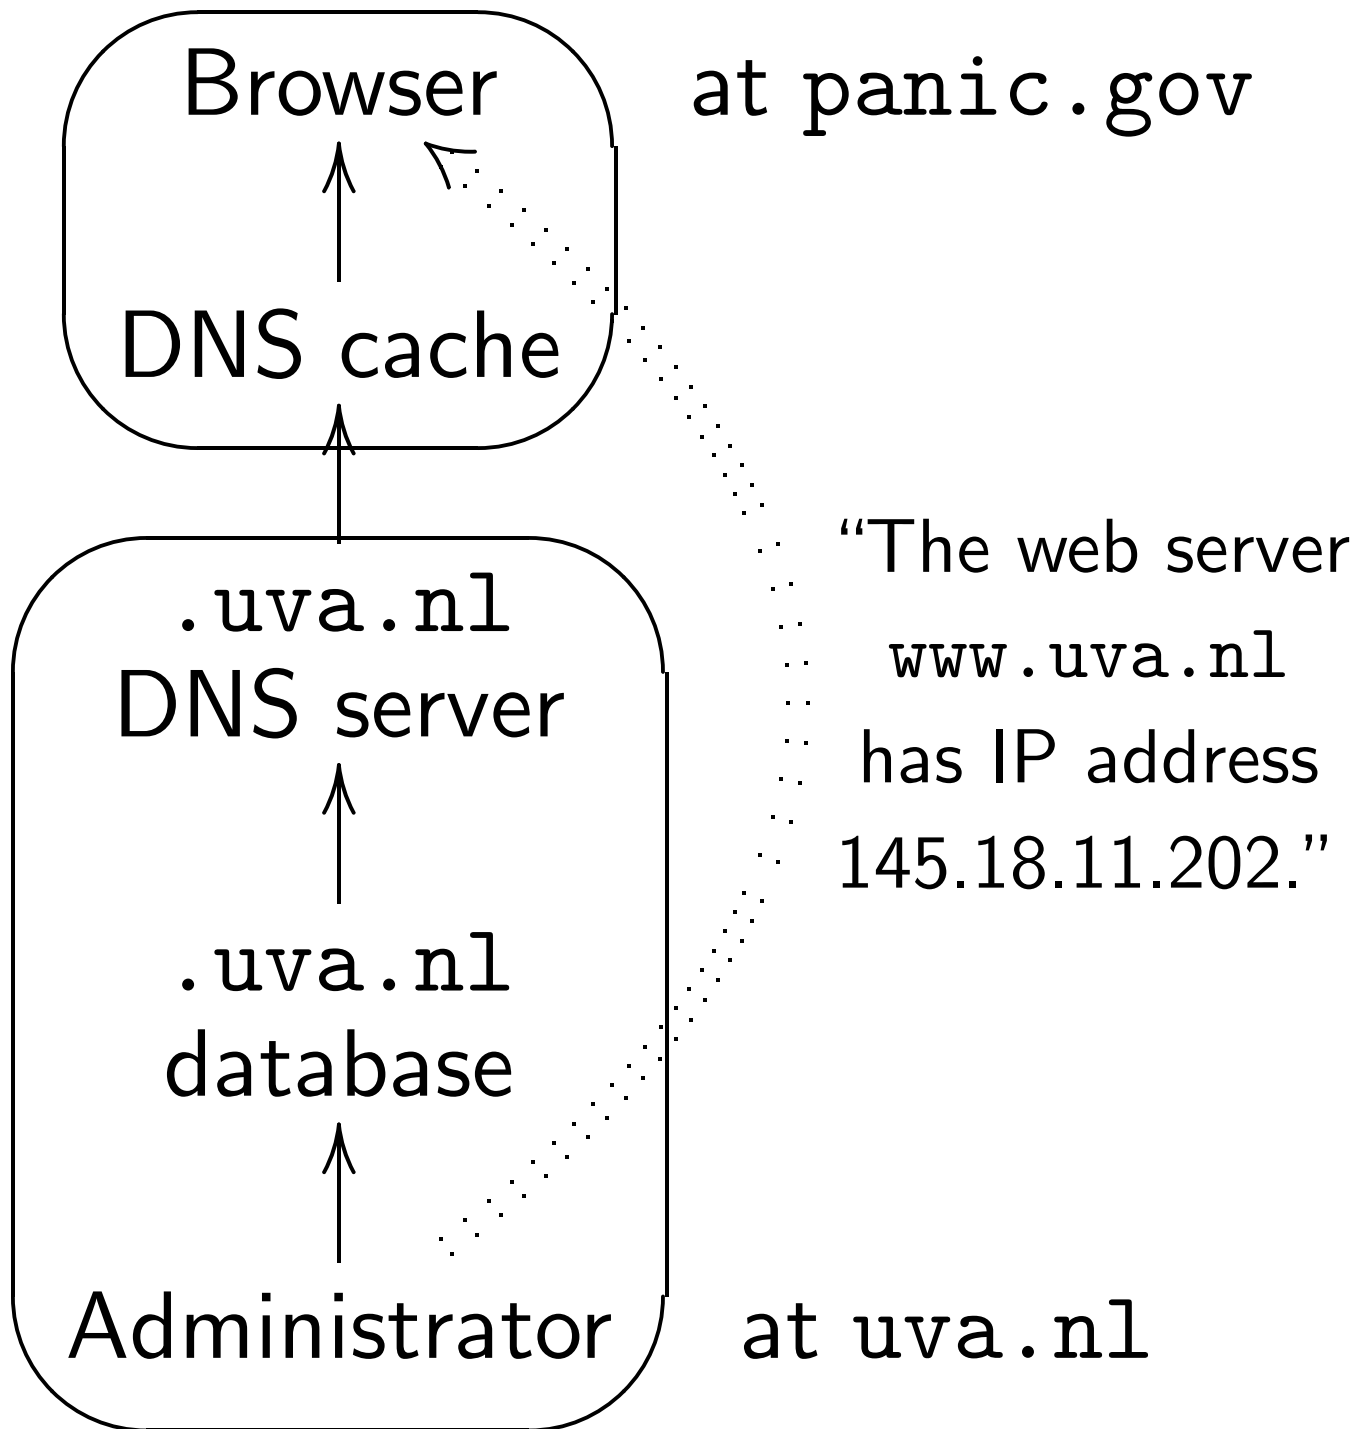 Browser at panic.gov
DNS cache
“The web server
www.uva.nl
has IP address
145.18.11.202.”
.uva.nl
DNS server
.uva.nl
database
Administrator at uva.nl